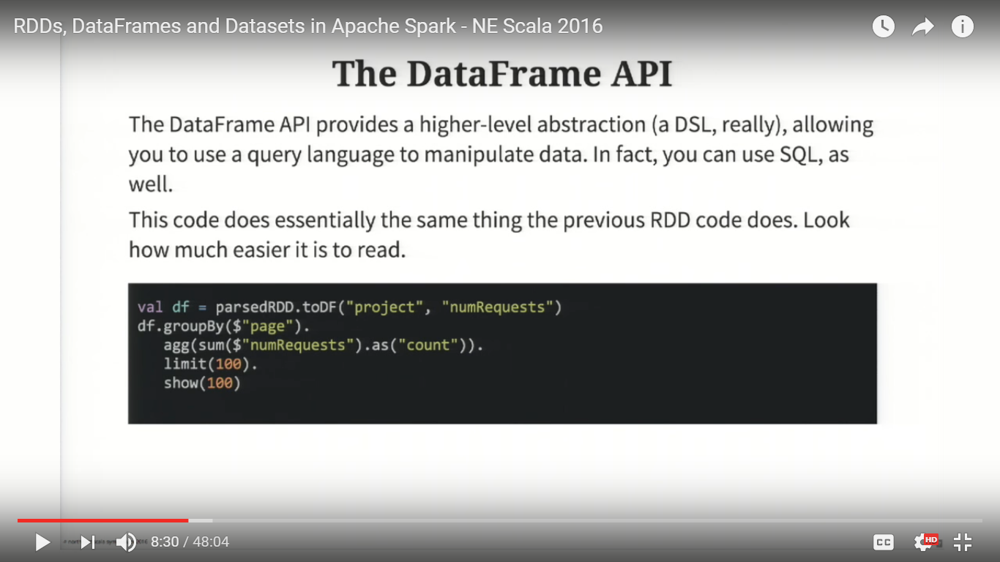 RDDs, DataFrames and Datasets in Apache Spark - NE Scala 2016
The DataFrame API
The DataFrame API provides a higher-level abstraction (a DSL, really), allowing
you to use a query language to manipulate data. In fact, you can use SQL, as
well.
This code does essentially the same thing the previous RDD code does. Look
how much easier it is to read.
val df = parsedRDD.toDF("project", "numRequests")
df.groupBy($"page").
agg(sum($"numRequests").as("count")).
limit(100).
show(100)
8:30 / 48:04
CC
HD